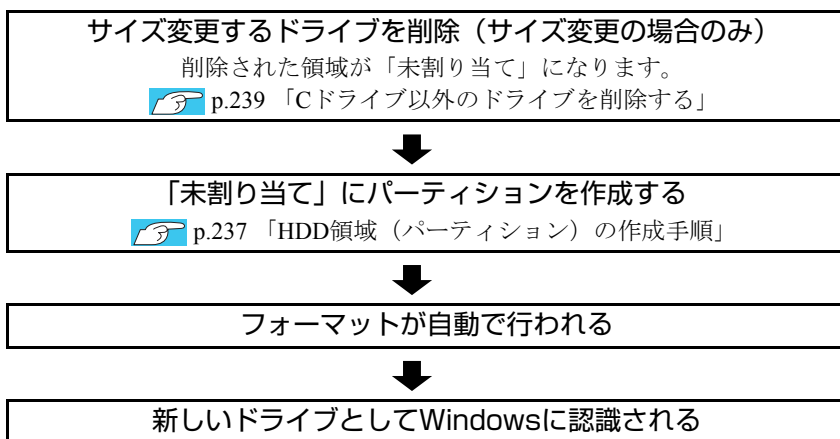 サイズ変更するドライブを削除（サイズ変更の場合のみ）
削除された領域が「未割り当て」になります。
p.239 「Cドライブ以外のドライブを削除する」
「未割り当て」にパーティションを作成する
p.237 「HDD領域（パーティション）の作成手順」
フォーマットが自動で行われる
新しいドライブとしてWindowsに認識される